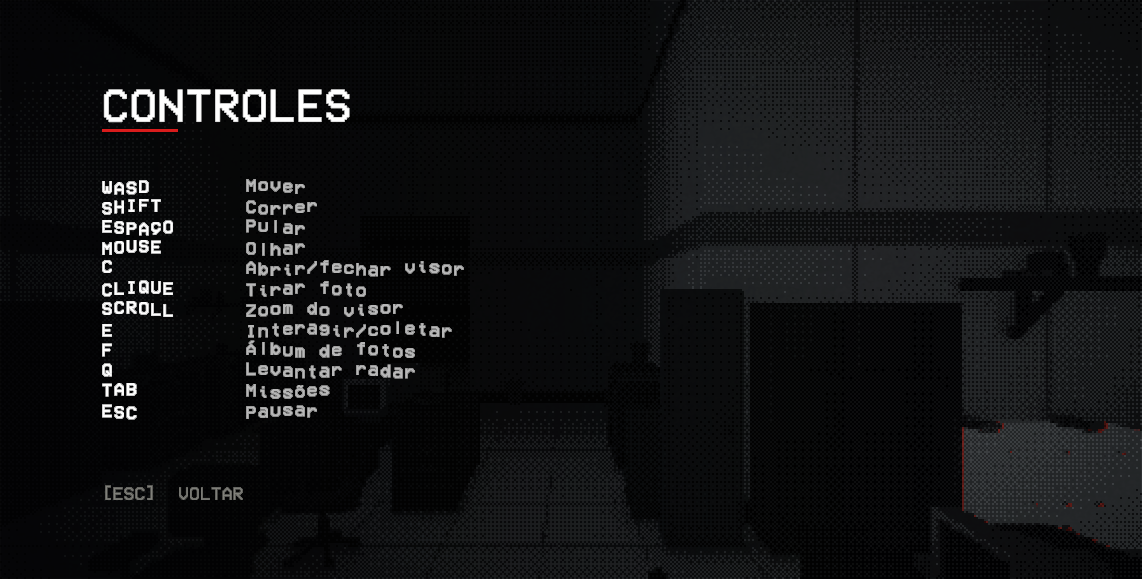 CONTROLES
WASD Mover
SHIFT Correr
ESPAÇO Pular
MOUSE Olhar
C Abrir/fechar visor
CLIQUE Tirar foto
SCROLL Zoom do visor
E Interagir/coletar
F Álbum de fotos
Q Levantar radar
TAB Missões
ESC Pausar
[ESC] VOLTAR